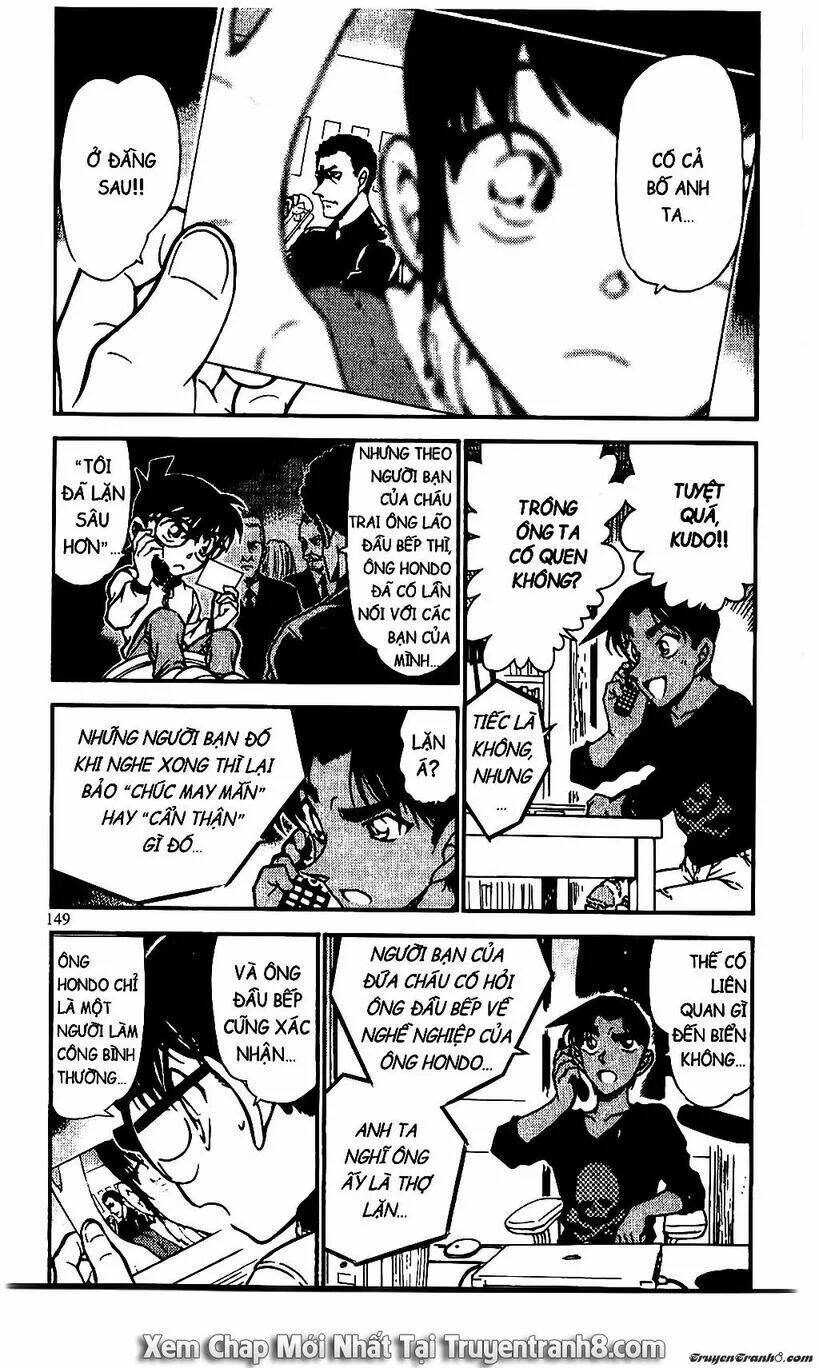 CÓ CẢ
BỐ ANH
TA...
Ở ĐẰNG
SAU!!
TUYỆT
QUÁ,
KUDO!!
TRÔNG
ÔNG TA
CÓ QUEN
KHÔNG?
TIẾC LÀ
KHÔNG,
NHƯNG
...
NHƯNG THEO
NGƯỜI BẠN
CỦA CHÁU
TRAI ÔNG LÃO
ĐẦU BẾP THÌ,
ÔNG HONDO
ĐÃ CÓ LẦN
NÓI VỚI CÁC
BẠN CỦA
MÌNH...
"TÔI
ĐÃ LẶN
SÂU
HƠN"...
LẶN
Á?
NHỮNG NGƯỜI BẠN ĐÓ
KHI NGHE XONG THÌ LẠI
BẢO "CHÚC MAY MẮN"
HAY "CẨN THẬN"
GÌ ĐÓ...
149
THẾ CÓ
LIÊN
QUAN GÌ
ĐẾN BIỂN
KHÔNG...
NGƯỜI BẠN CỦA
ĐỨA CHÁU CÓ HỎI
ÔNG ĐẦU BẾP VỀ
NGHỀ NGHIỆP CỦA
ÔNG HONDO...
ANH TA
NGHĨ ÔNG
ẤY LÀ THỢ
LẶN...
VÀ ÔNG
ĐẦU BẾP
CŨNG XÁC
NHẬN...
ÔNG
HONDO CHỈ
LÀ MỘT
NGƯỜI LÀM
CÔNG BÌNH
THƯỜNG...
Xem Chap Mới Nhất Tại Truyentranh8.com
TruyenTranh8.com